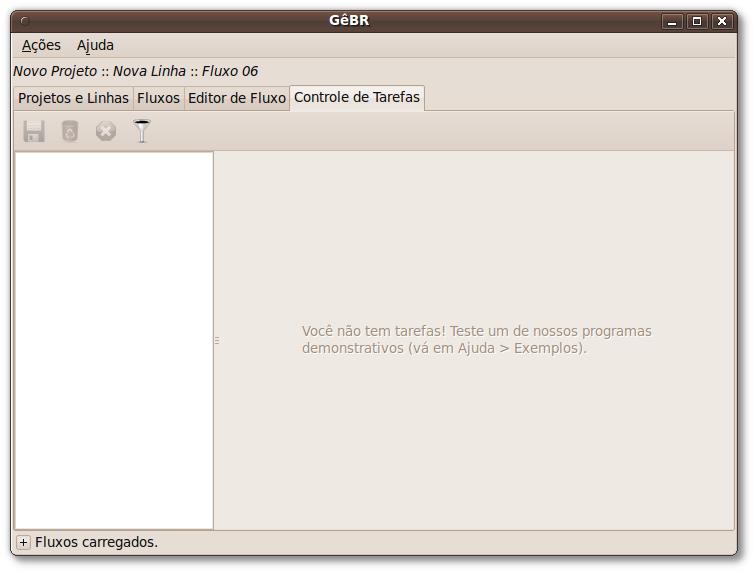 GêBR
Ações Ajuda
Novo Projeto :: Nova Linha :: Fluxo 06
Projetos e Linhas Fluxos Editor de Fluxo Controle de Tarefas
Você não tem tarefas! Teste um de nossos programas
demonstrativos (vá em Ajuda > Exemplos).
Fluxos carregados.